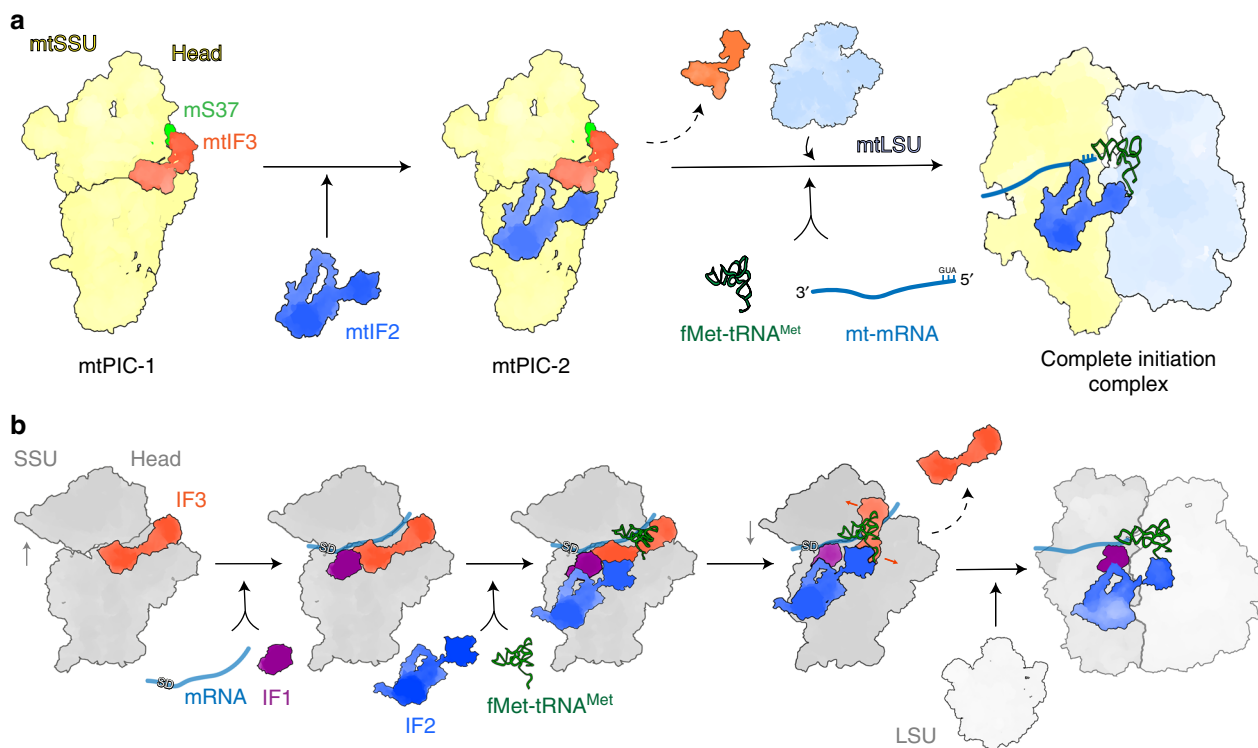 a
mtSSU
Head
mS37
mtIF3
mtIF2
mtPIC-1
mtPIC-2
mtLSU
fMet-tRNAᴹᵉᵗ
3′
GUA
5′
mt-mRNA
Complete initiation
complex
b
SSU
Head
IF3
SD
mRNA
IF1
SD
IF2
fMet-tRNAᴹᵉᵗ
SD
SD
LSU